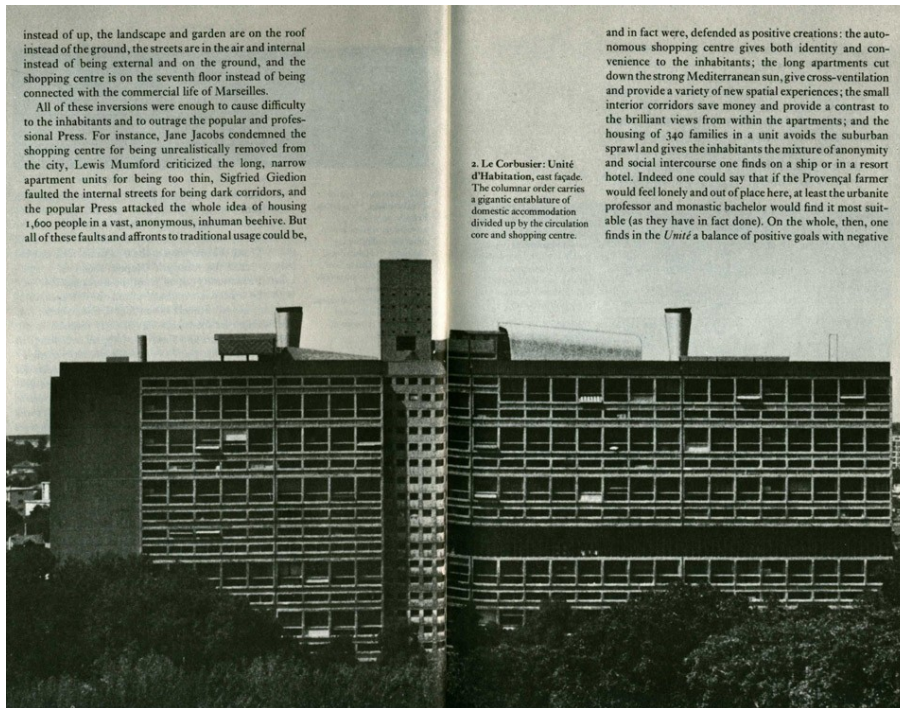 instead of up, the landscape and garden are on the roof
instead of the ground, the streets are in the air and internal
instead of being external and on the ground, and the
shopping centre is on the seventh floor instead of being
connected with the commercial life of Marseilles.
All of these inversions were enough to cause difficulty
to the inhabitants and to outrage the popular and profes-
sional Press. For instance, Jane Jacobs condemned the
shopping centre for being unrealistically removed from
the city, Lewis Mumford criticized the long, narrow
apartment units for being too thin, Sigfried Giedion
faulted the internal streets for being dark corridors, and
the popular Press attacked the whole idea of housing
1,600 people in a vast, anonymous, inhuman beehive. But
all of these faults and affronts to traditional usage could be,
2. Le Corbusier: Unité
d'Habitation, east façade.
The columnar order carries
a gigantic entablature of
domestic accommodation
divided up by the circulation
core and shopping centre.
and in fact were, defended as positive creations: the auto-
nomous shopping centre gives both identity and con-
venience to the inhabitants; the long apartments cut
down the strong Mediterranean sun, give cross-ventilation
and provide a variety of new spatial experiences; the small
interior corridors save money and provide a contrast to
the brilliant views from within the apartments; and the
housing of 340 families in a unit avoids the suburban
sprawl and gives the inhabitants the mixture of anonymity
and social intercourse one finds on a ship or in a resort
hotel. Indeed one could say that if the Provençal farmer
would feel lonely and out of place here, at least the urbanite
professor and monastic bachelor would find it most suit-
able (as they have in fact done). On the whole, then, one
finds in the Unité a balance of positive goals with negative